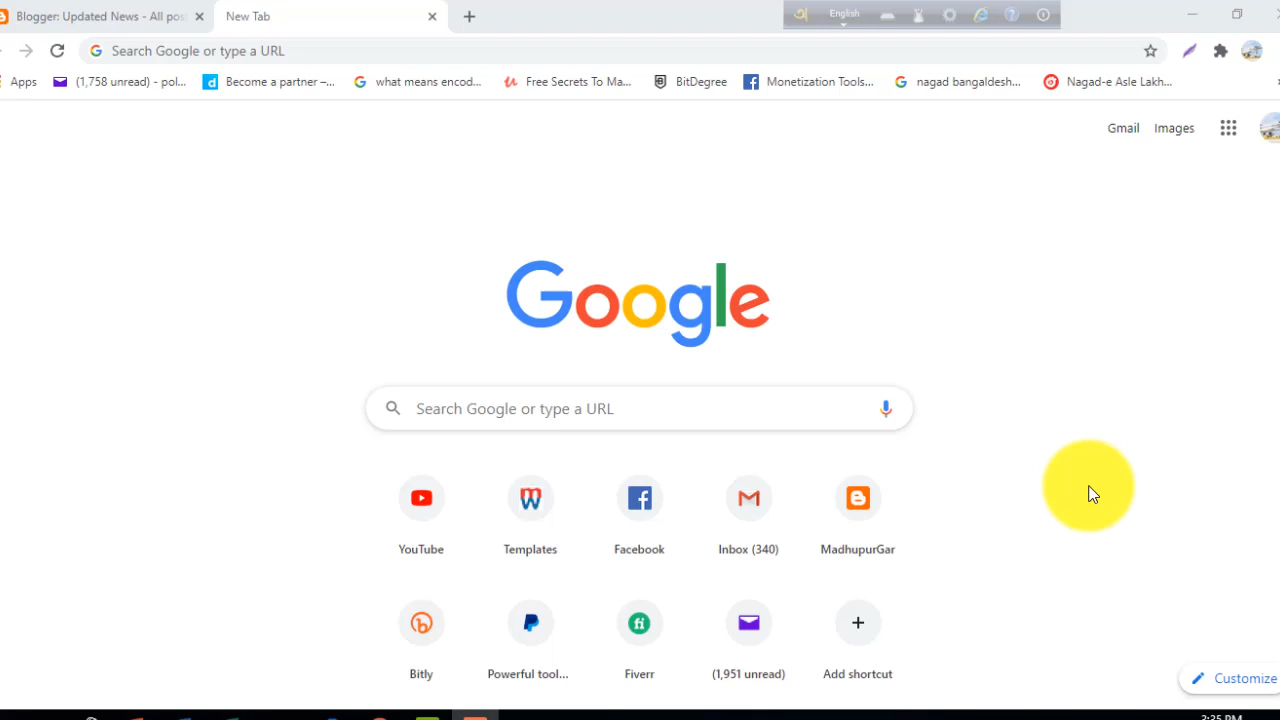 Blogger: Updated News - All pos
New Tab
অ English
Search Google or type a URL
Apps (1,758 unread) - pol... Become a partner –... what means encod... Free Secrets To Ma... BitDegree Monetization Tools... nagad bangaldesh... Nagad-e Asle Lakh...
Gmail Images
Google
Search Google or type a URL
YouTube Templates Facebook Inbox (340) MadhupurGar
Bitly Powerful tool... Fiverr (1,951 unread) Add shortcut
Customize
3:35 PM